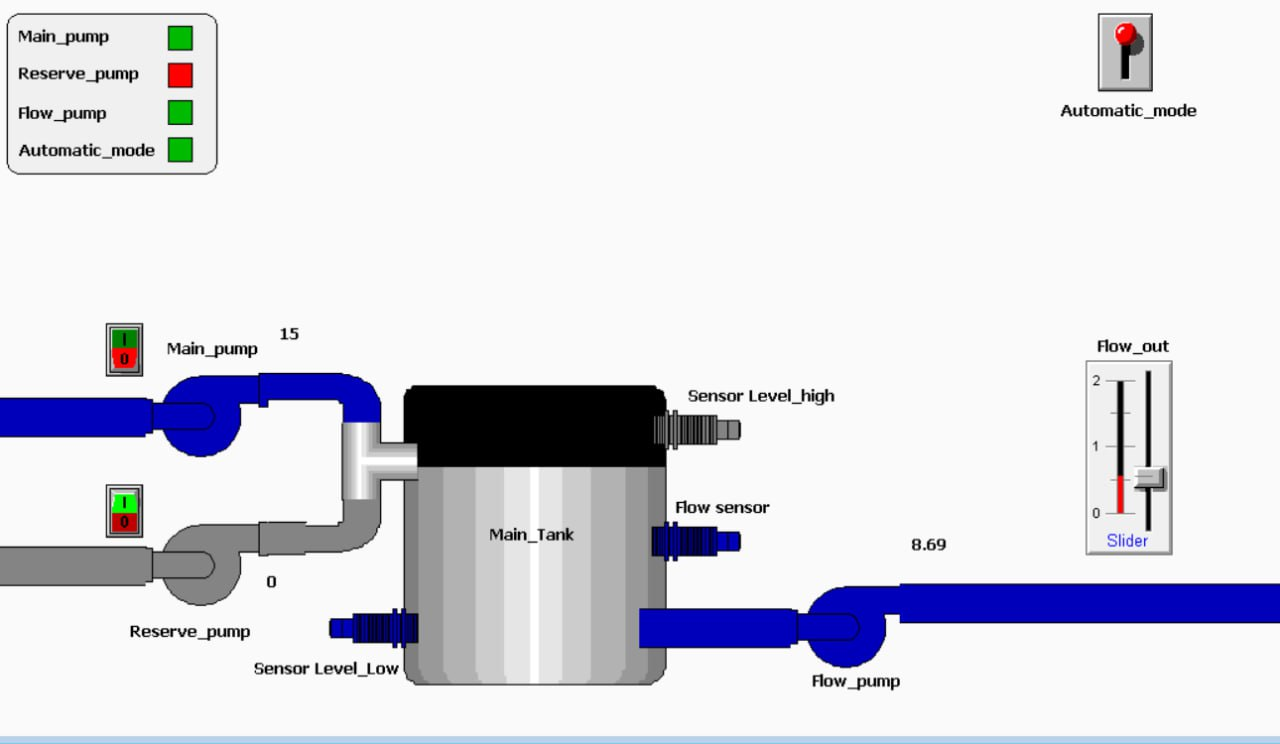 Main_pump
Reserve_pump
Flow_pump
Automatic_mode
Automatic_mode
I
0
Main_pump
15
Flow_out
2
1
0
Slider
Sensor Level_high
I
0
Flow sensor
Main_Tank
8.69
0
Reserve_pump
Sensor Level_Low
Flow_pump